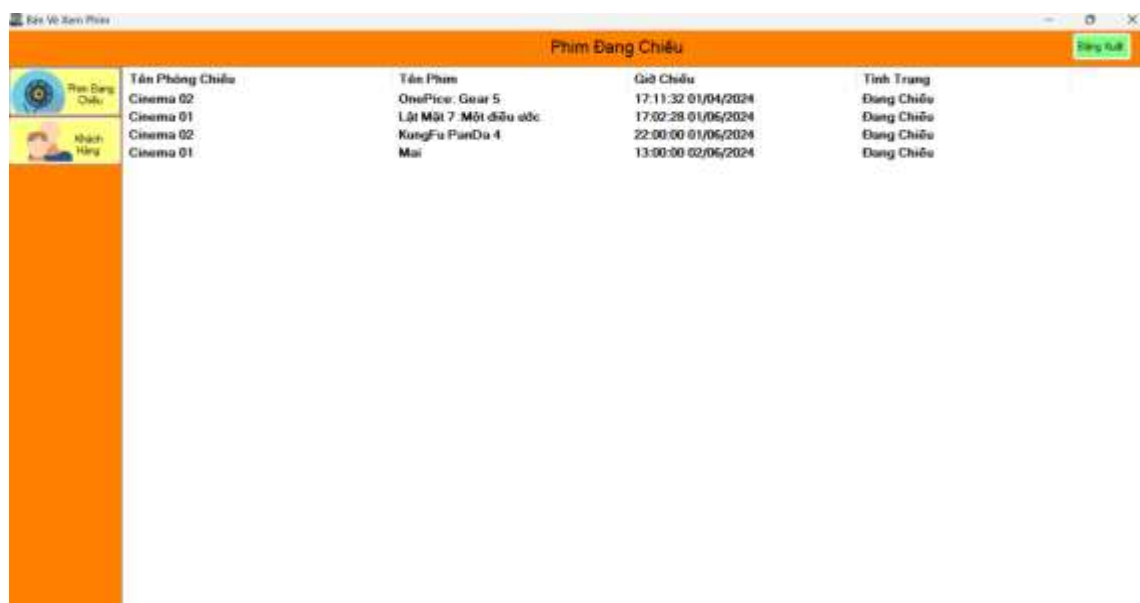 Bán Vé Xem Phim
Phim Đang Chiếu
Đăng Xuất
Phim Đang
Chiếu
Khách
Hàng
Tên Phòng Chiếu Tên Phim Giờ Chiếu Tình Trạng
Cinema 02 OnePice: Gear 5 17:11:32 01/04/2024 Đang Chiếu
Cinema 01 Lật Mặt 7 :Một điều ước 17:02:28 01/06/2024 Đang Chiếu
Cinema 02 KungFu PanDa 4 22:00:00 01/06/2024 Đang Chiếu
Cinema 01 Mai 13:00:00 02/06/2024 Đang Chiếu